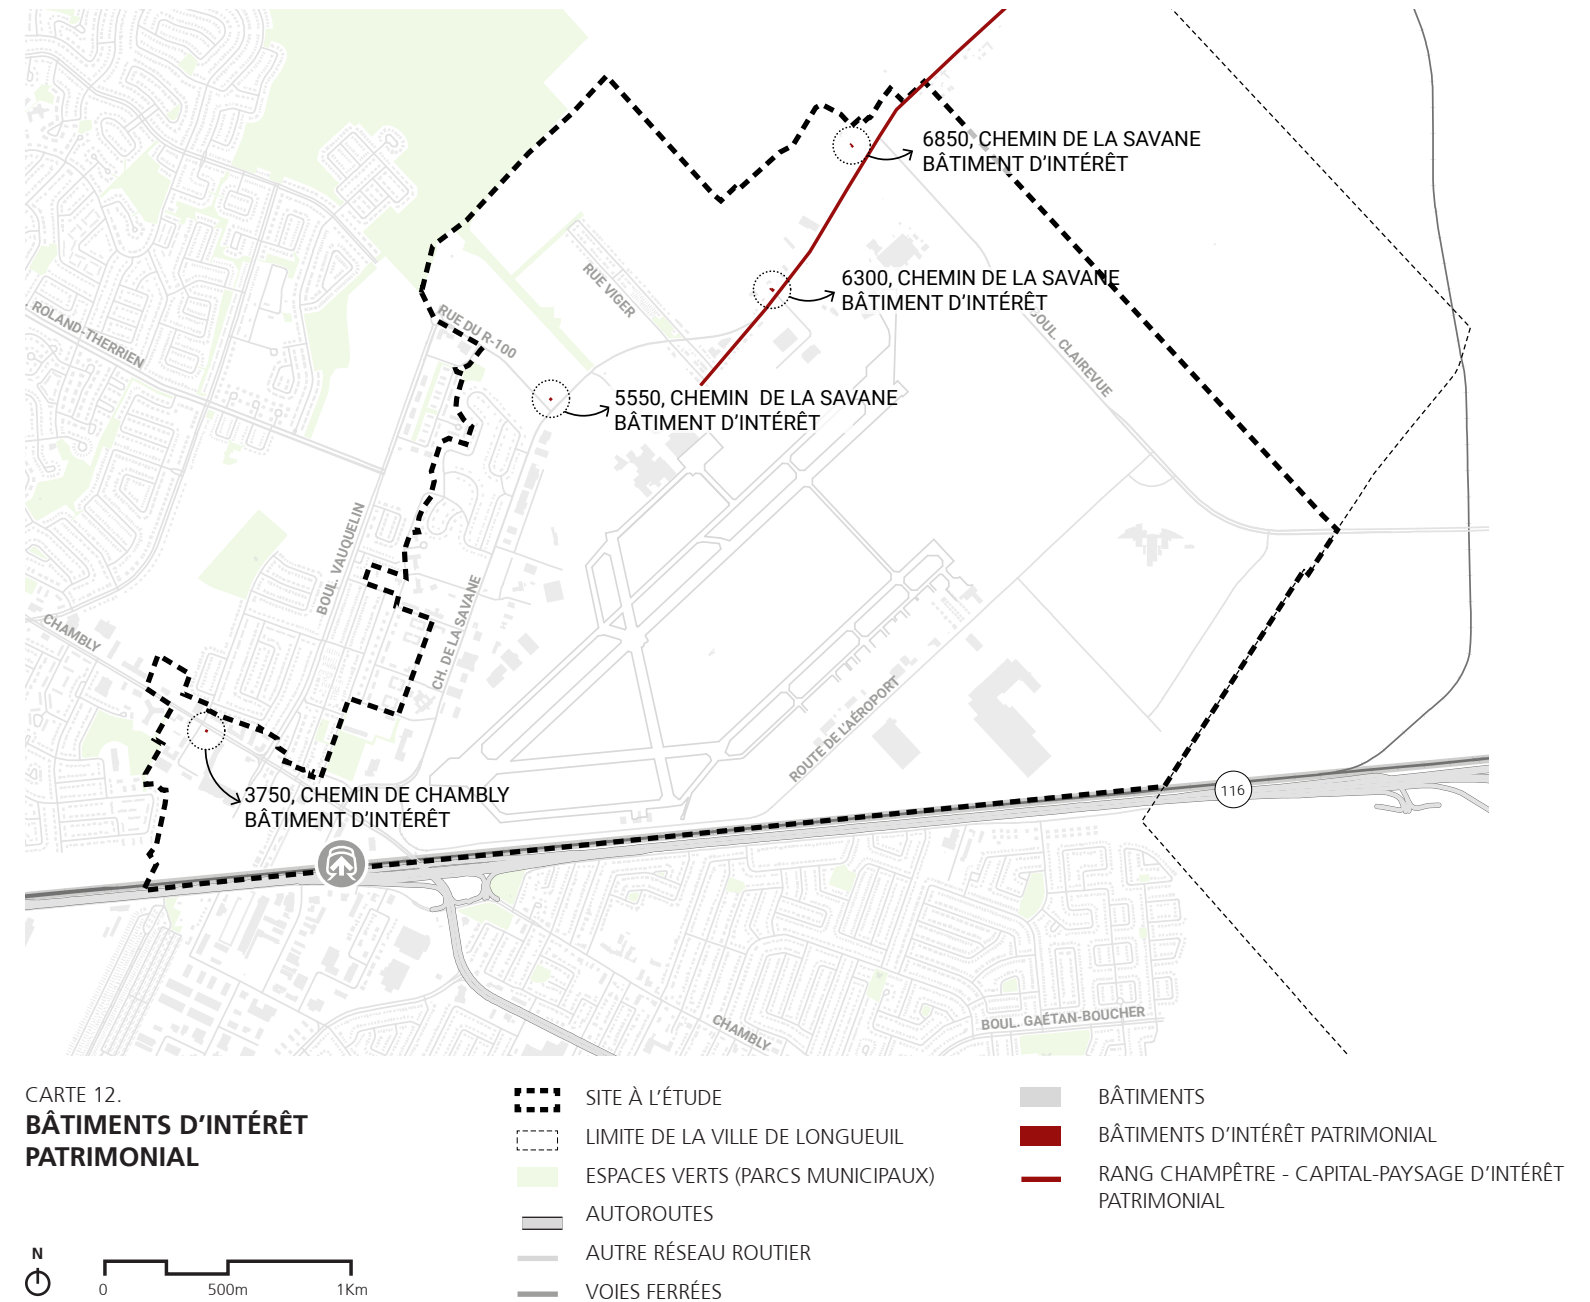 6850, CHEMIN DE LA SAVANE
BÂTIMENT D'INTÉRÊT
6300, CHEMIN DE LA SAVANE
BÂTIMENT D'INTÉRÊT
RUE VIGER
ROLAND-THERRIEN
RUE DU R-100
BOUL. CLAIREVUE
5550, CHEMIN  DE LA SAVANE
BÂTIMENT D'INTÉRÊT
BOUL. VAUQUELIN
CH. DE LA SAVANE
CHAMBLY
ROUTE DE L'AÉROPORT
3750, CHEMIN DE CHAMBLY
BÂTIMENT D'INTÉRÊT
116
CHAMBLY
BOUL. GAÉTAN-BOUCHER
CARTE 12.
BÂTIMENTS D'INTÉRÊT
PATRIMONIAL
N
0 500m 1Km
SITE À L'ÉTUDE
LIMITE DE LA VILLE DE LONGUEUIL
ESPACES VERTS (PARCS MUNICIPAUX)
AUTOROUTES
AUTRE RÉSEAU ROUTIER
VOIES FERRÉES
BÂTIMENTS
BÂTIMENTS D'INTÉRÊT PATRIMONIAL
RANG CHAMPÊTRE - CAPITAL-PAYSAGE D'INTÉRÊT
PATRIMONIAL